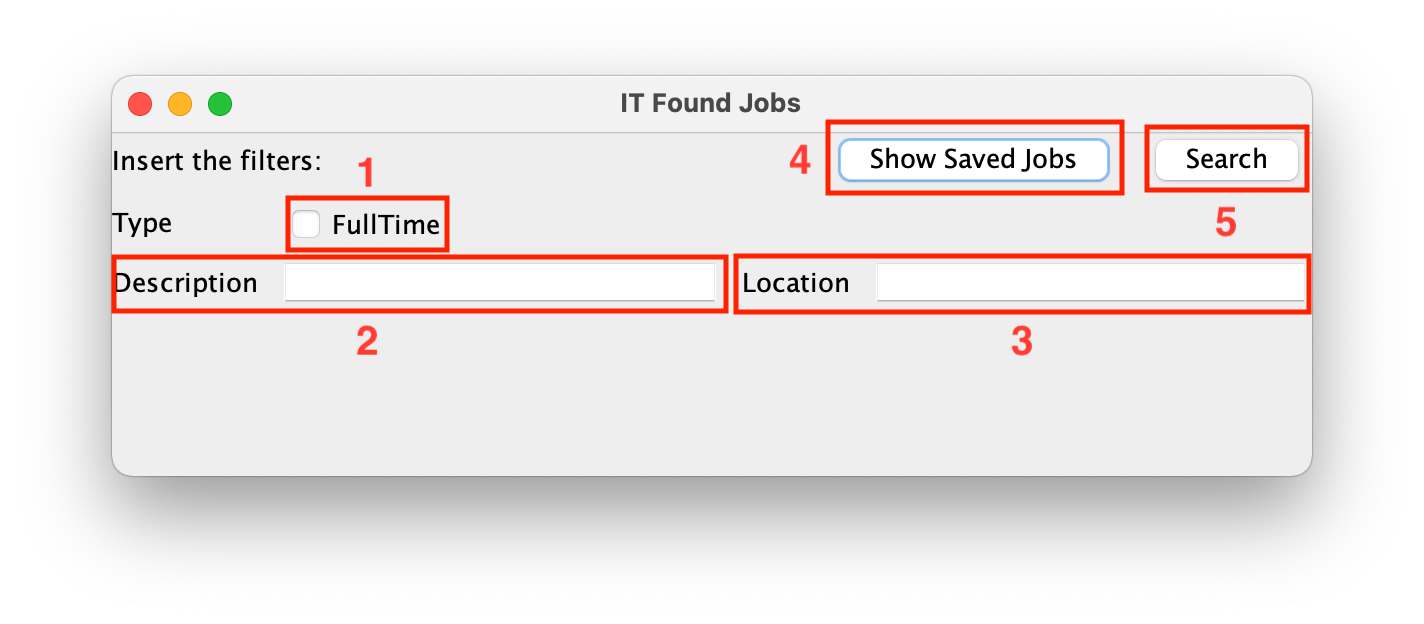 IT Found Jobs
Insert the filters:
1
4
Show Saved Jobs
Search
Type
FullTime
5
Description
Location
2
3